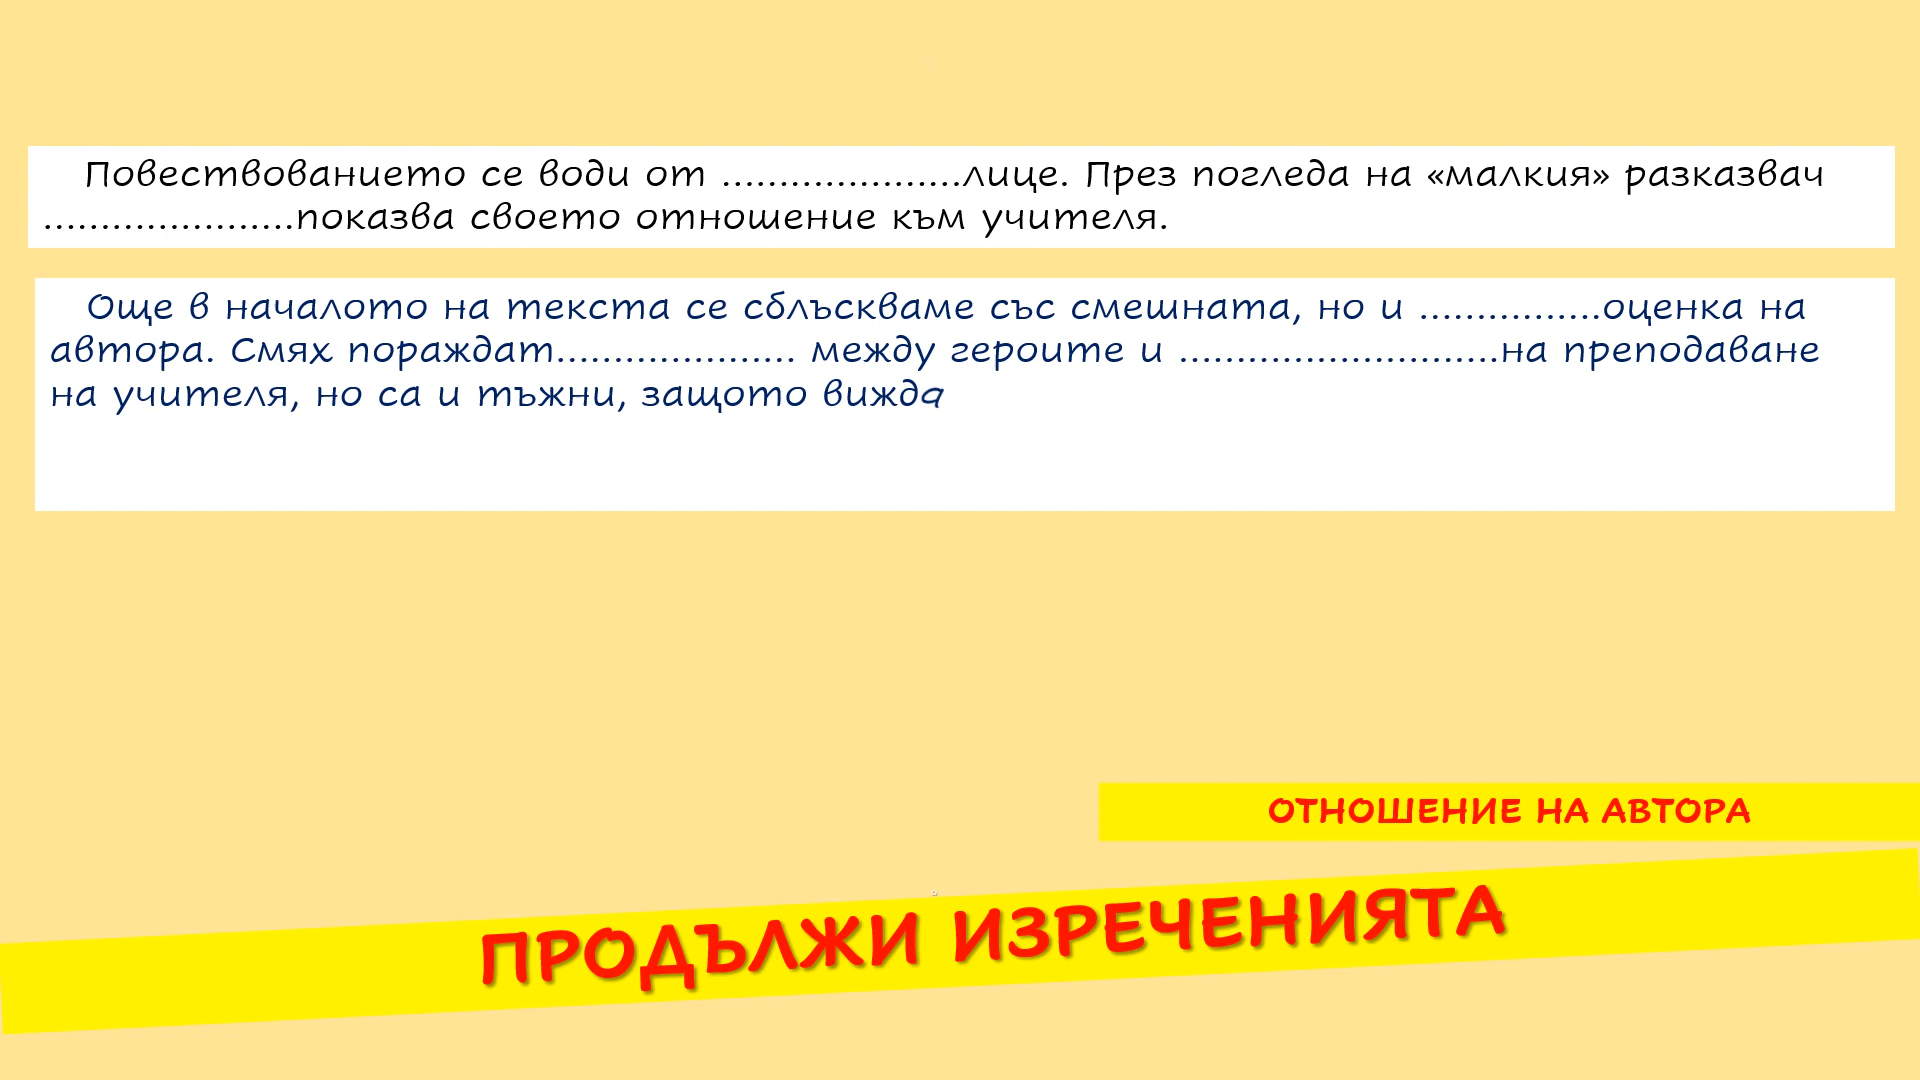 Повествованието се води от .....................лице. През погледа на «малкия» разказвач
......................показва своето отношение към учителя.
Още в началото на текста се сблъскваме със смешната, но и ................оценка на
автора. Смях пораждат..................... между героите и ............................на преподаване
на учителя, но са и тъжни, защото вижда
ОТНОШЕНИЕ НА АВТОРА
ПРОДЪЛЖИ ИЗРЕЧЕНИЯТА